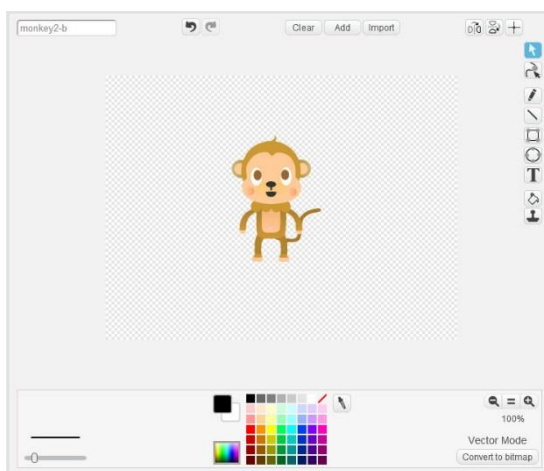 monkey2-b
Clear Add Import
T
100%
Vector Mode
Convert to bitmap